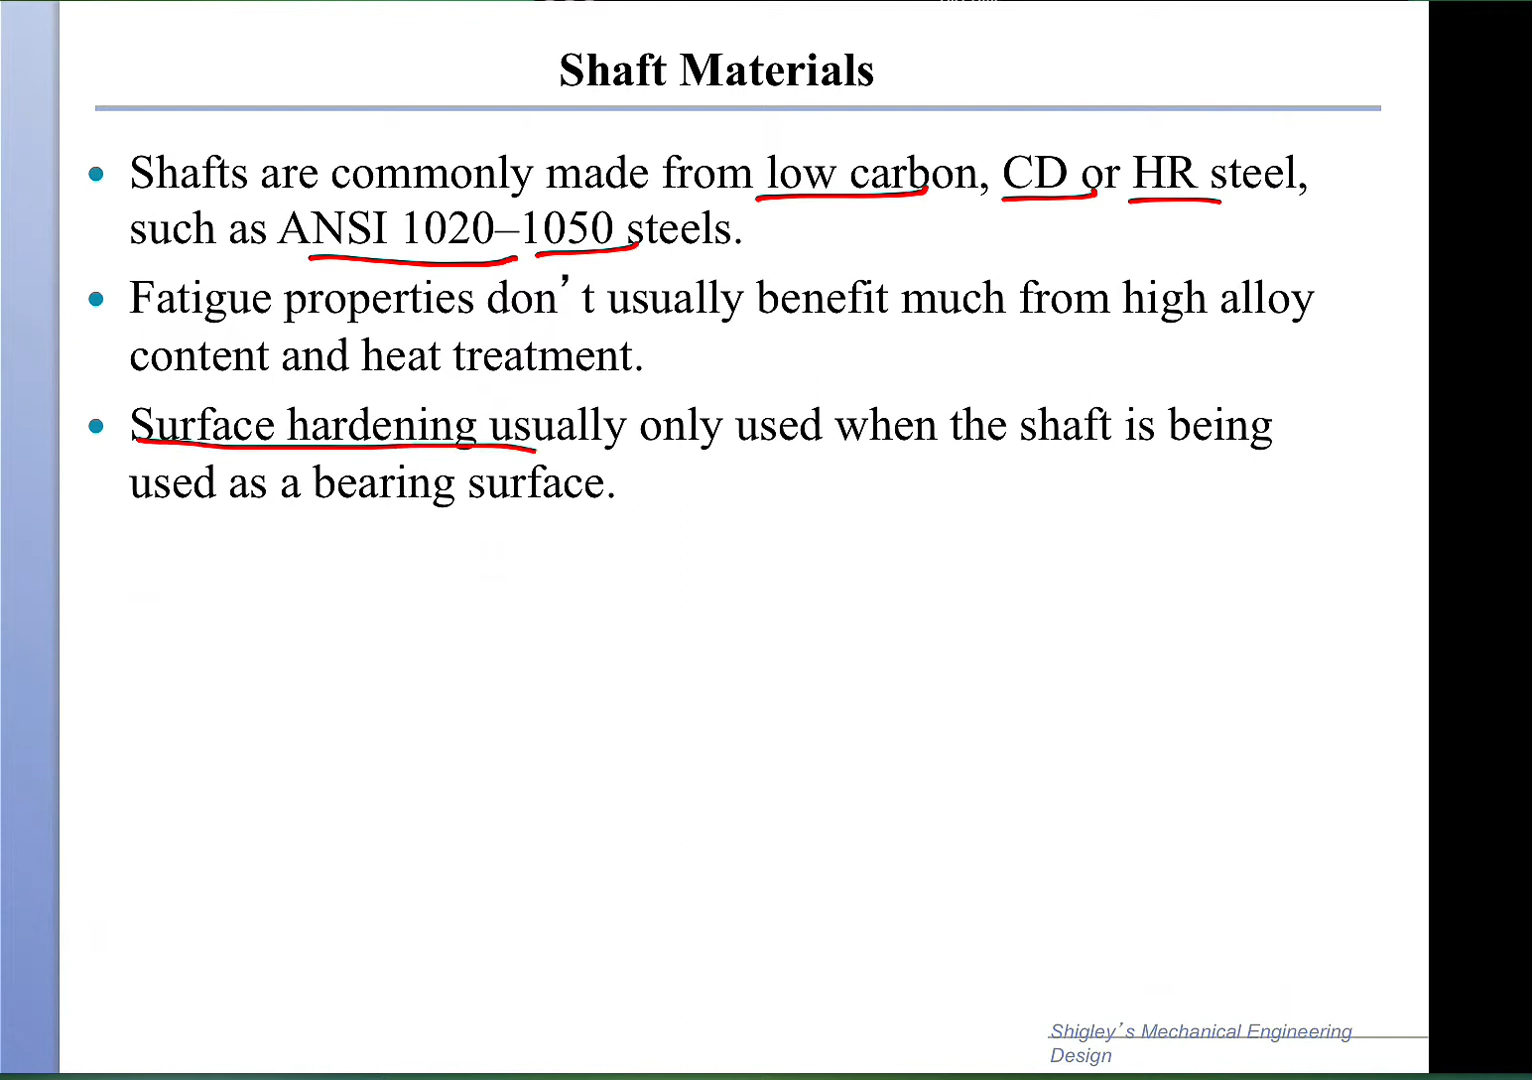 Shaft Materials
• Shafts are commonly made from low carbon, CD or HR steel,
such as ANSI 1020–1050 steels.
• Fatigue properties don’t usually benefit much from high alloy
content and heat treatment.
• Surface hardening usually only used when the shaft is being
used as a bearing surface.
Shigley’s Mechanical Engineering
Design